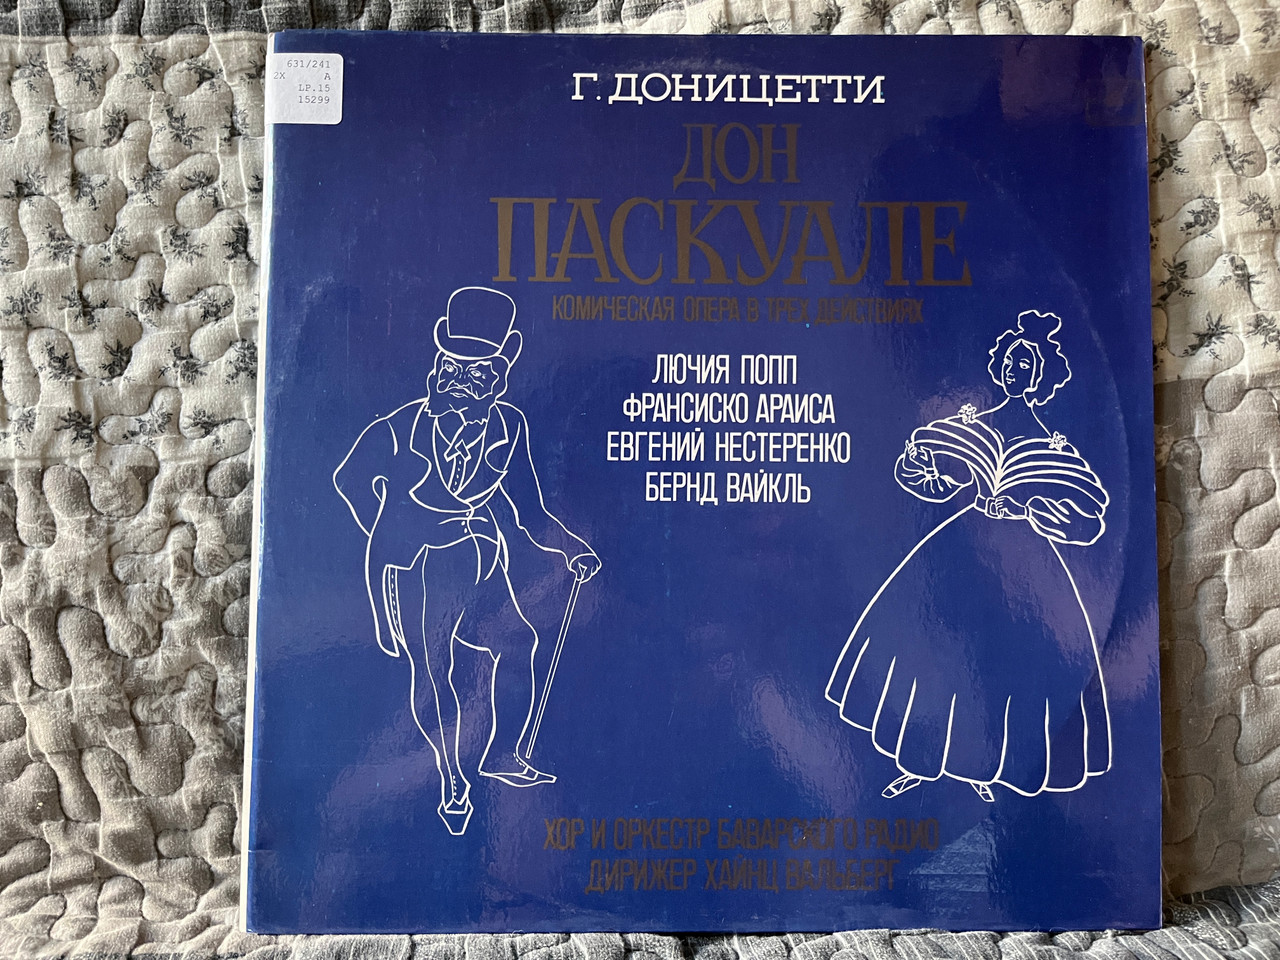 631/241
2X A
LP.15
15299
Г. ДОНИЦЕТТИ
ДОН
ПАСКУАЛЕ
КОМИЧЕСКАЯ ОПЕРА В ТРЕХ ДЕЙСТВИЯХ
ЛЮЧИЯ ПОПП
ФРАНСИСКО АРАИСА
ЕВГЕНИЙ НЕСТЕРЕНКО
БЕРНД ВАЙКЛЬ
ХОР И ОРКЕСТР БАВАРСКОГО РАДИО
ДИРИЖЕР ХАЙНЦ ВАЛЬБЕРГ